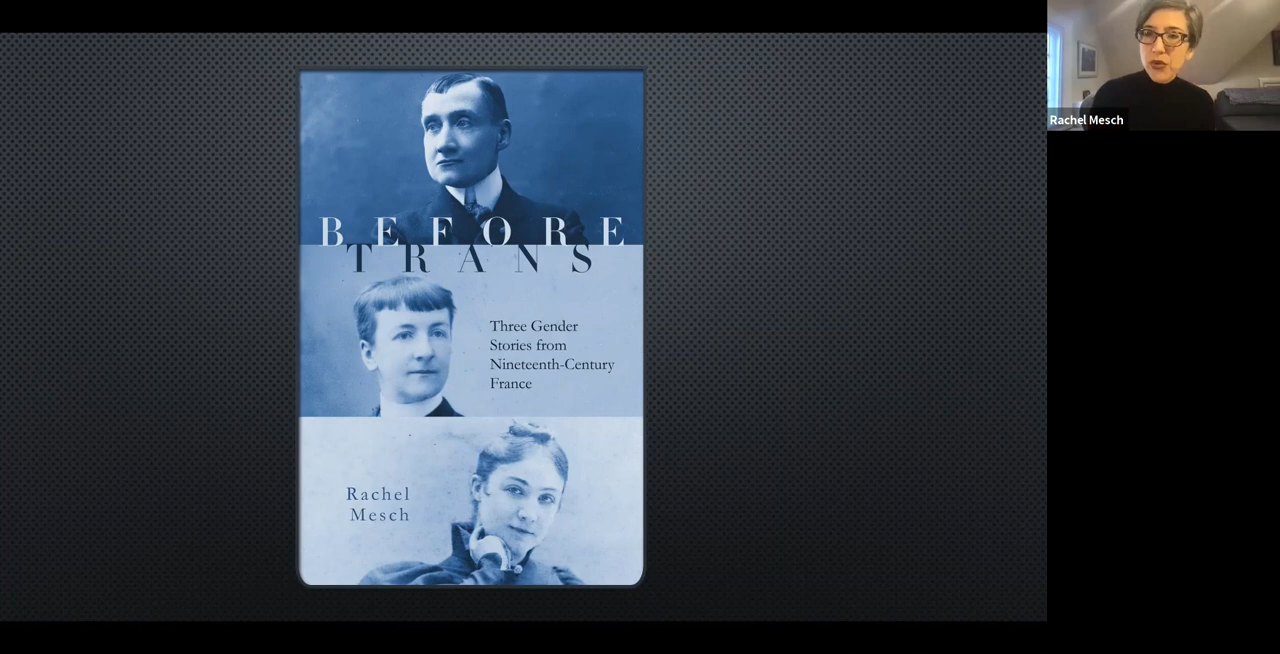 BEFORE
TRANS
Three Gender
Stories from
Nineteenth-Century
France
Rachel
Mesch
Rachel Mesch